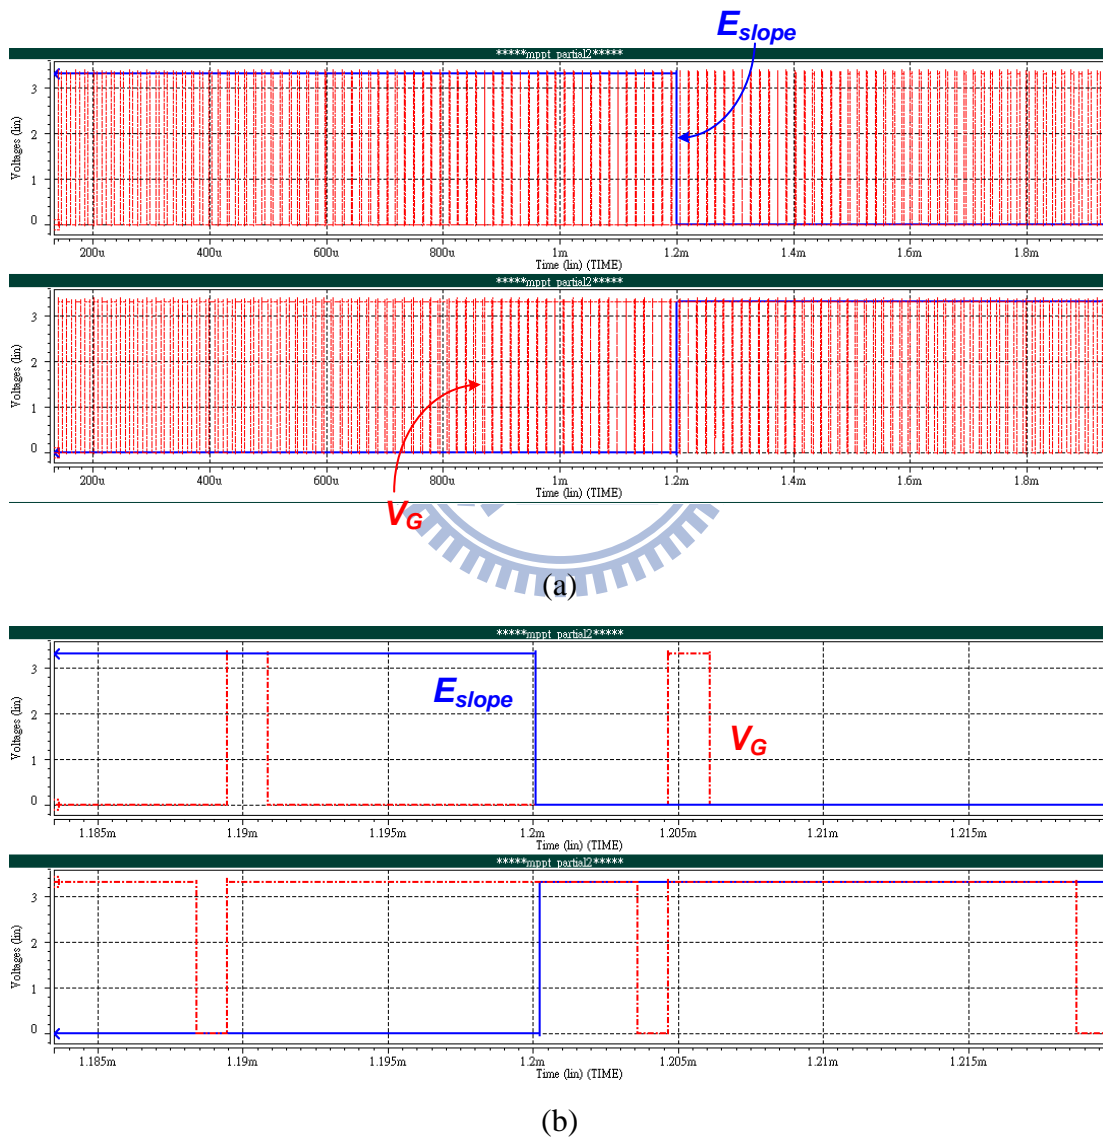 E_slope
*****mppt_partial2*****
Voltages (lin)
3
2
1
0
200u 400u 600u 800u 1m 1.2m 1.4m 1.6m 1.8m
Time (lin) (TIME)
*****mppt_partial2*****
Voltages (lin)
3
2
1
0
200u 400u 600u 800u 1m 1.2m 1.4m 1.6m 1.8m
Time (lin) (TIME)
V_G
(a)
*****mppt_partial2*****
Voltages (lin)
3
2
1
0
E_slope
V_G
1.185m 1.19m 1.195m 1.2m 1.205m 1.21m 1.215m
Time (lin) (TIME)
*****mppt_partial2*****
Voltages (lin)
3
2
1
0
1.185m 1.19m 1.195m 1.2m 1.205m 1.21m 1.215m
Time (lin) (TIME)
(b)